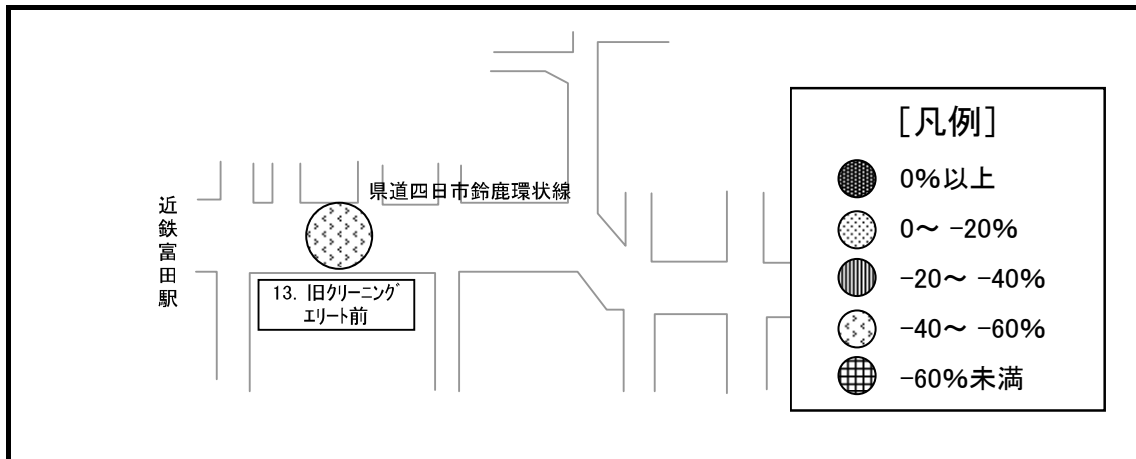 県道四日市鈴鹿環状線
近鉄富田駅
13. 旧クリーニング
エリート前
[凡例]
0%以上
0～ -20%
-20～ -40%
-40～ -60%
-60%未満